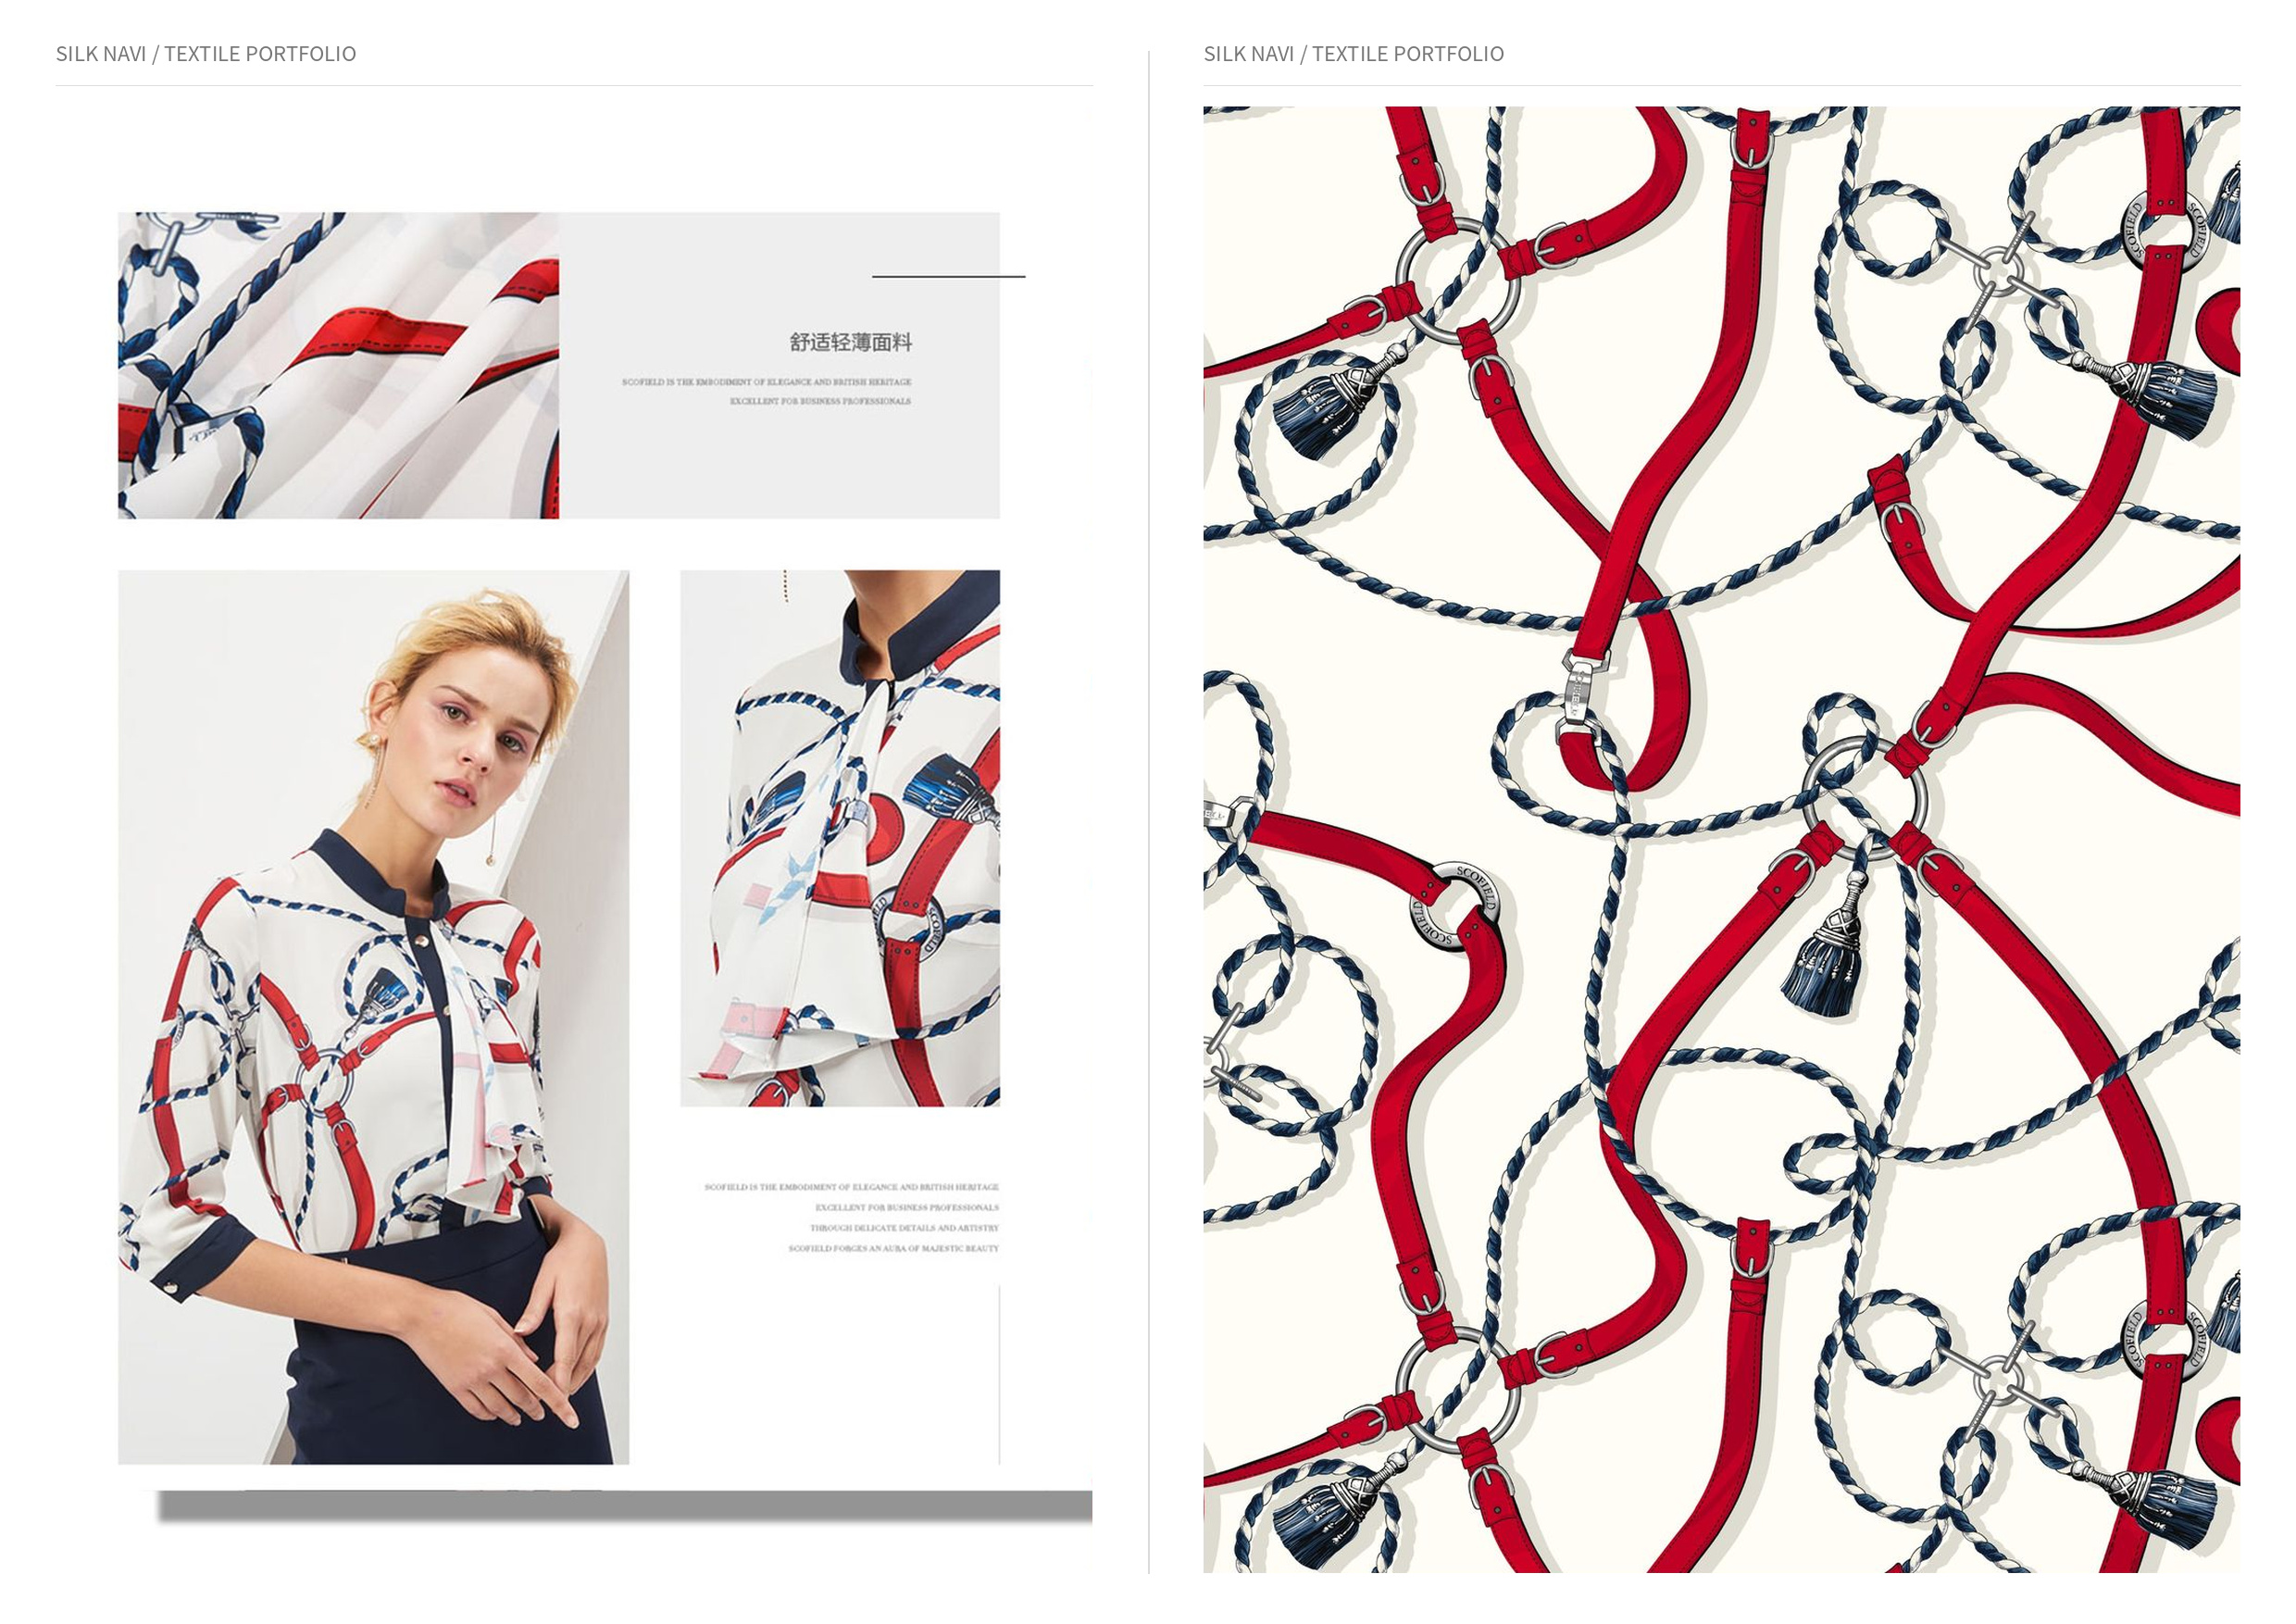 SILK NAVI / TEXTILE PORTFOLIO
舒适轻薄面料
SCOFIELD IS THE EMBODIMENT OF ELEGANCE AND BRITISH HERITAGE
EXCELLENT FOR BUSINESS PROFESSIONALS
SCOFIELD
SCOFIELD IS THE EMBODIMENT OF ELEGANCE AND BRITISH HERITAGE
EXCELLENT FOR BUSINESS PROFESSIONALS
THROUGH DELICATE DETAILS AND ARTISTRY
SCOFIELD FORGES AN AURA OF MAJESTIC BEAUTY
SILK NAVI / TEXTILE PORTFOLIO
SCOFIELD
SCOFIELD
SCOFIELD
SCOFIELD
SCOFIELD
SCOFIELD